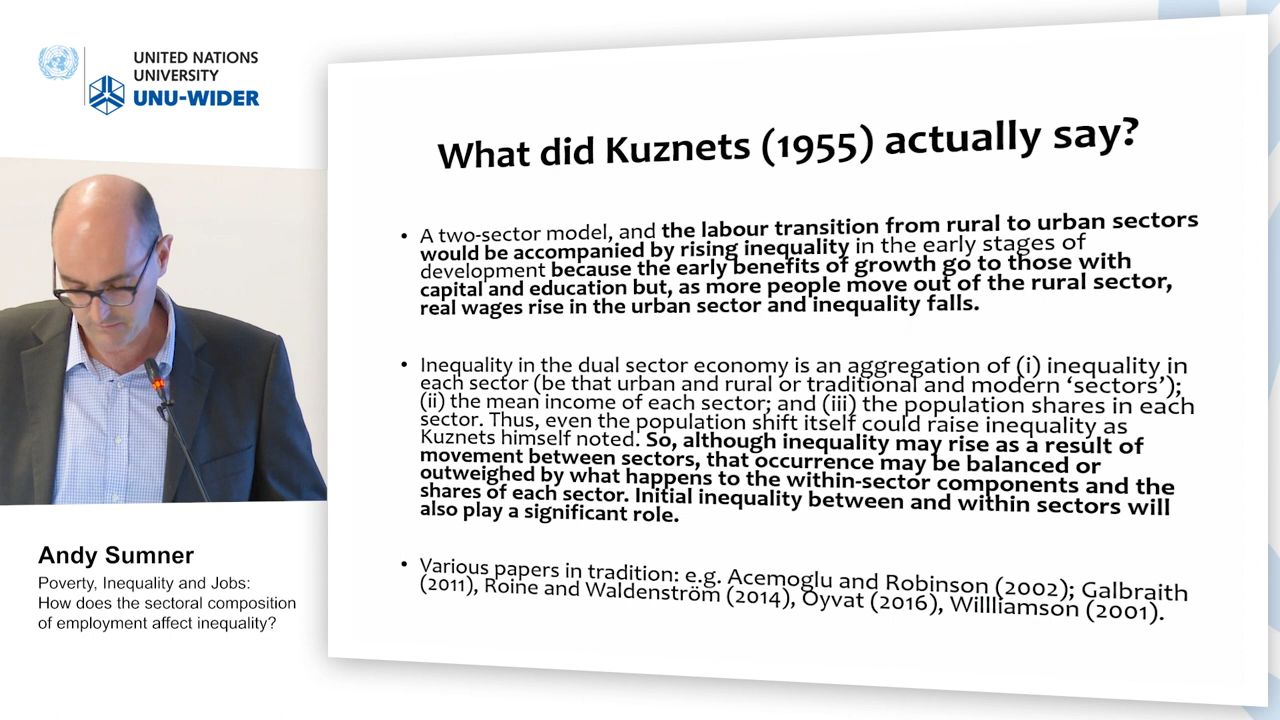 UNITED NATIONS
UNIVERSITY
UNU-WIDER
What did Kuznets (1955) actually say?
• A two-sector model, and the labour transition from rural to urban sectors
would be accompanied by rising inequality in the early stages of
development because the early benefits of growth go to those with
capital and education but, as more people move out of the rural sector,
real wages rise in the urban sector and inequality falls.
• Inequality in the dual sector economy is an aggregation of (i) inequality in
each sector (be that urban and rural or traditional and modern ‘sectors’);
(ii) the mean income of each sector; and (iii) the population shares in each
sector. Thus, even the population shift itself could raise inequality as
Kuznets himself noted. So, although inequality may rise as a result of
movement between sectors, that occurrence may be balanced or
outweighed by what happens to the within-sector components and the
shares of each sector. Initial inequality between and within sectors will
also play a significant role.
• Various papers in tradition: e.g. Acemoglu and Robinson (2002); Galbraith
(2011), Roine and Waldenström (2014), Oyvat (2016), Willliamson (2001).
Andy Sumner
Poverty, Inequality and Jobs:
How does the sectoral composition
of employment affect inequality?